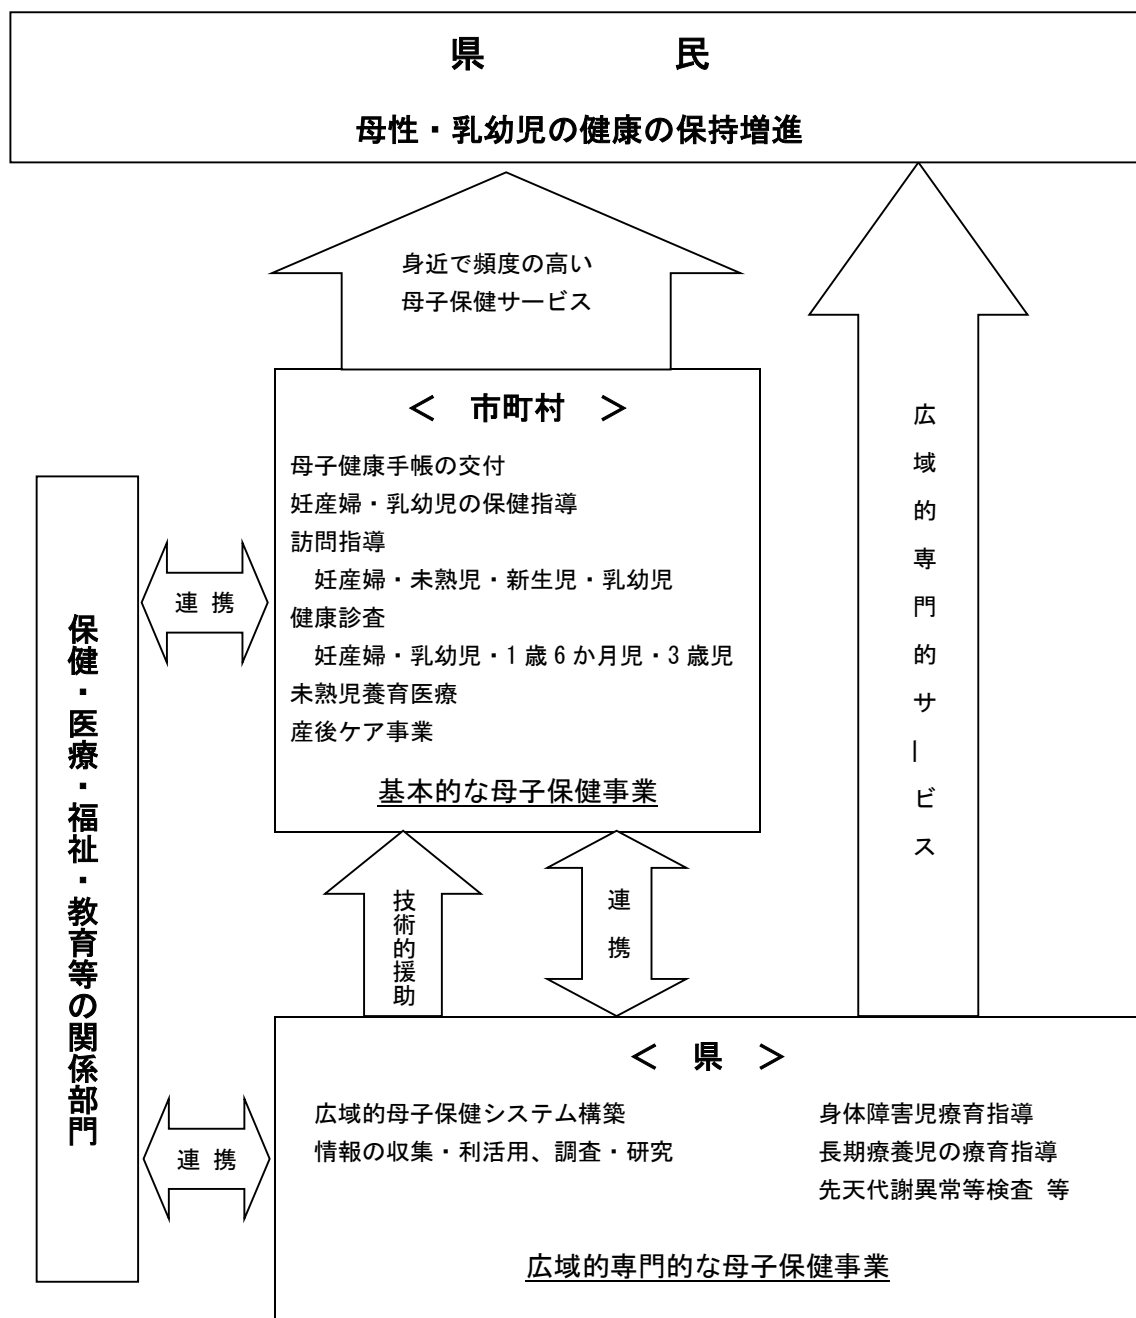 県　民
母性・乳幼児の健康の保持増進
身近で頻度の高い
母子保健サービス
＜　市町村　＞
母子健康手帳の交付
妊産婦・乳幼児の保健指導
訪問指導
妊産婦・未熟児・新生児・乳幼児
健康診査
妊産婦・乳幼児・1歳6か月児・3歳児
未熟児養育医療
産後ケア事業
基本的な母子保健事業
広域的専門的サービス
連携
保健・医療・福祉・教育等の関係部門
技術的援助
連携
＜　県　＞
広域的母子保健システム構築
情報の収集・利活用、調査・研究
身体障害児療育指導
長期療養児の療育指導
先天代謝異常等検査 等
連携
広域的専門的な母子保健事業